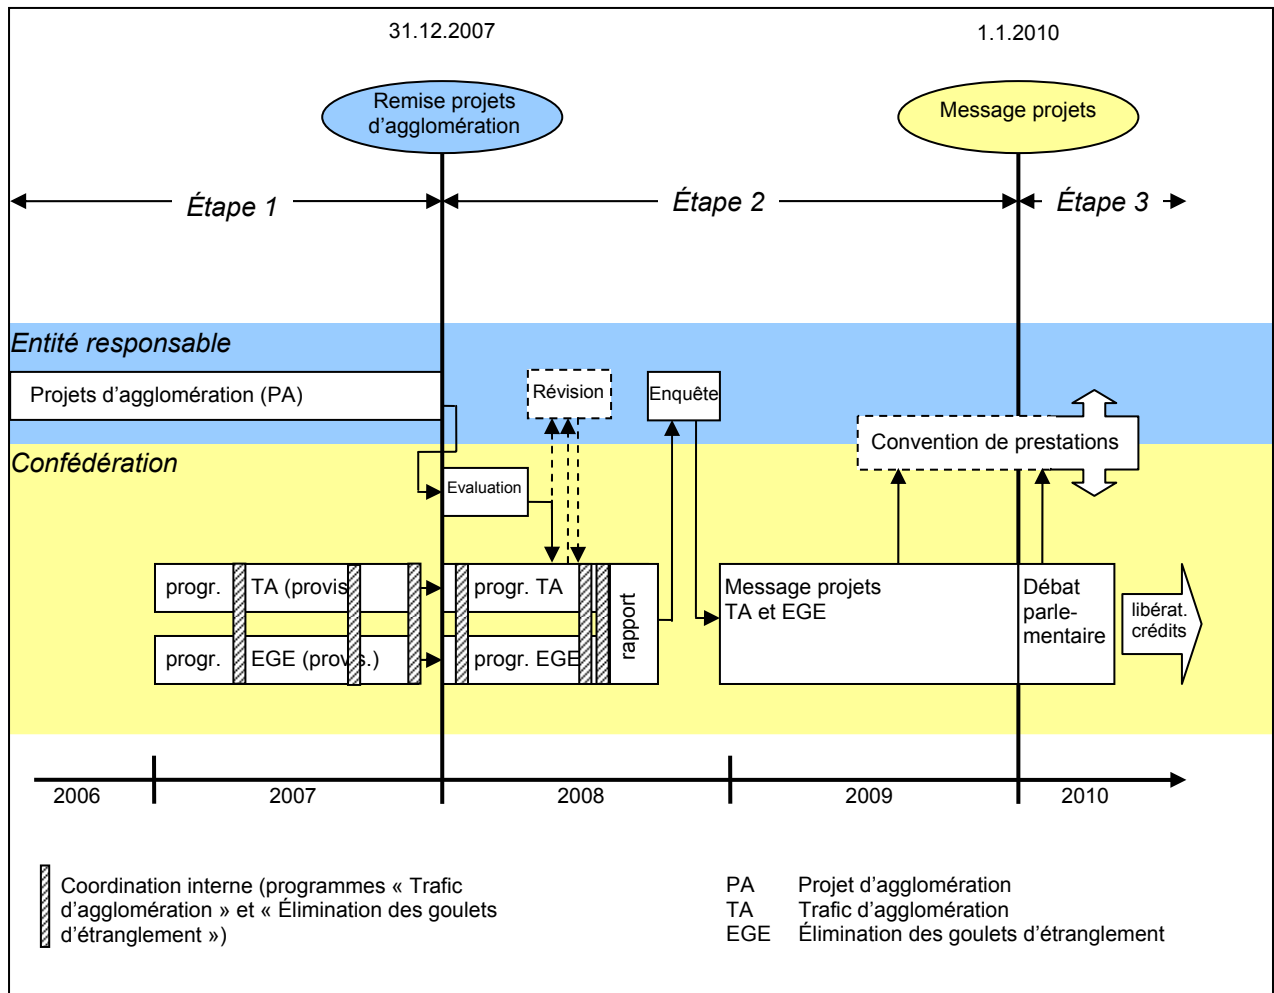 31.12.2007
1.1.2010
Remise projets
d'agglomération
Message projets
Étape 1
Étape 2
Étape 3
Entité responsable
Projets d'agglomération (PA)
Révision
Enquête
Convention de prestations
Confédération
Evaluation
progr. TA (provis
progr. EGE (provis.)
progr. TA
progr. EGE
rapport
Message projets
TA et EGE
Débat
parle-
mentaire
libérat.
crédits
2006
2007
2008
2009
2010
Coordination interne (programmes « Trafic
d'agglomération » et « Élimination des goulets
d'étranglement »)
PA Projet d'agglomération
TA Trafic d'agglomération
EGE Élimination des goulets d'étranglement